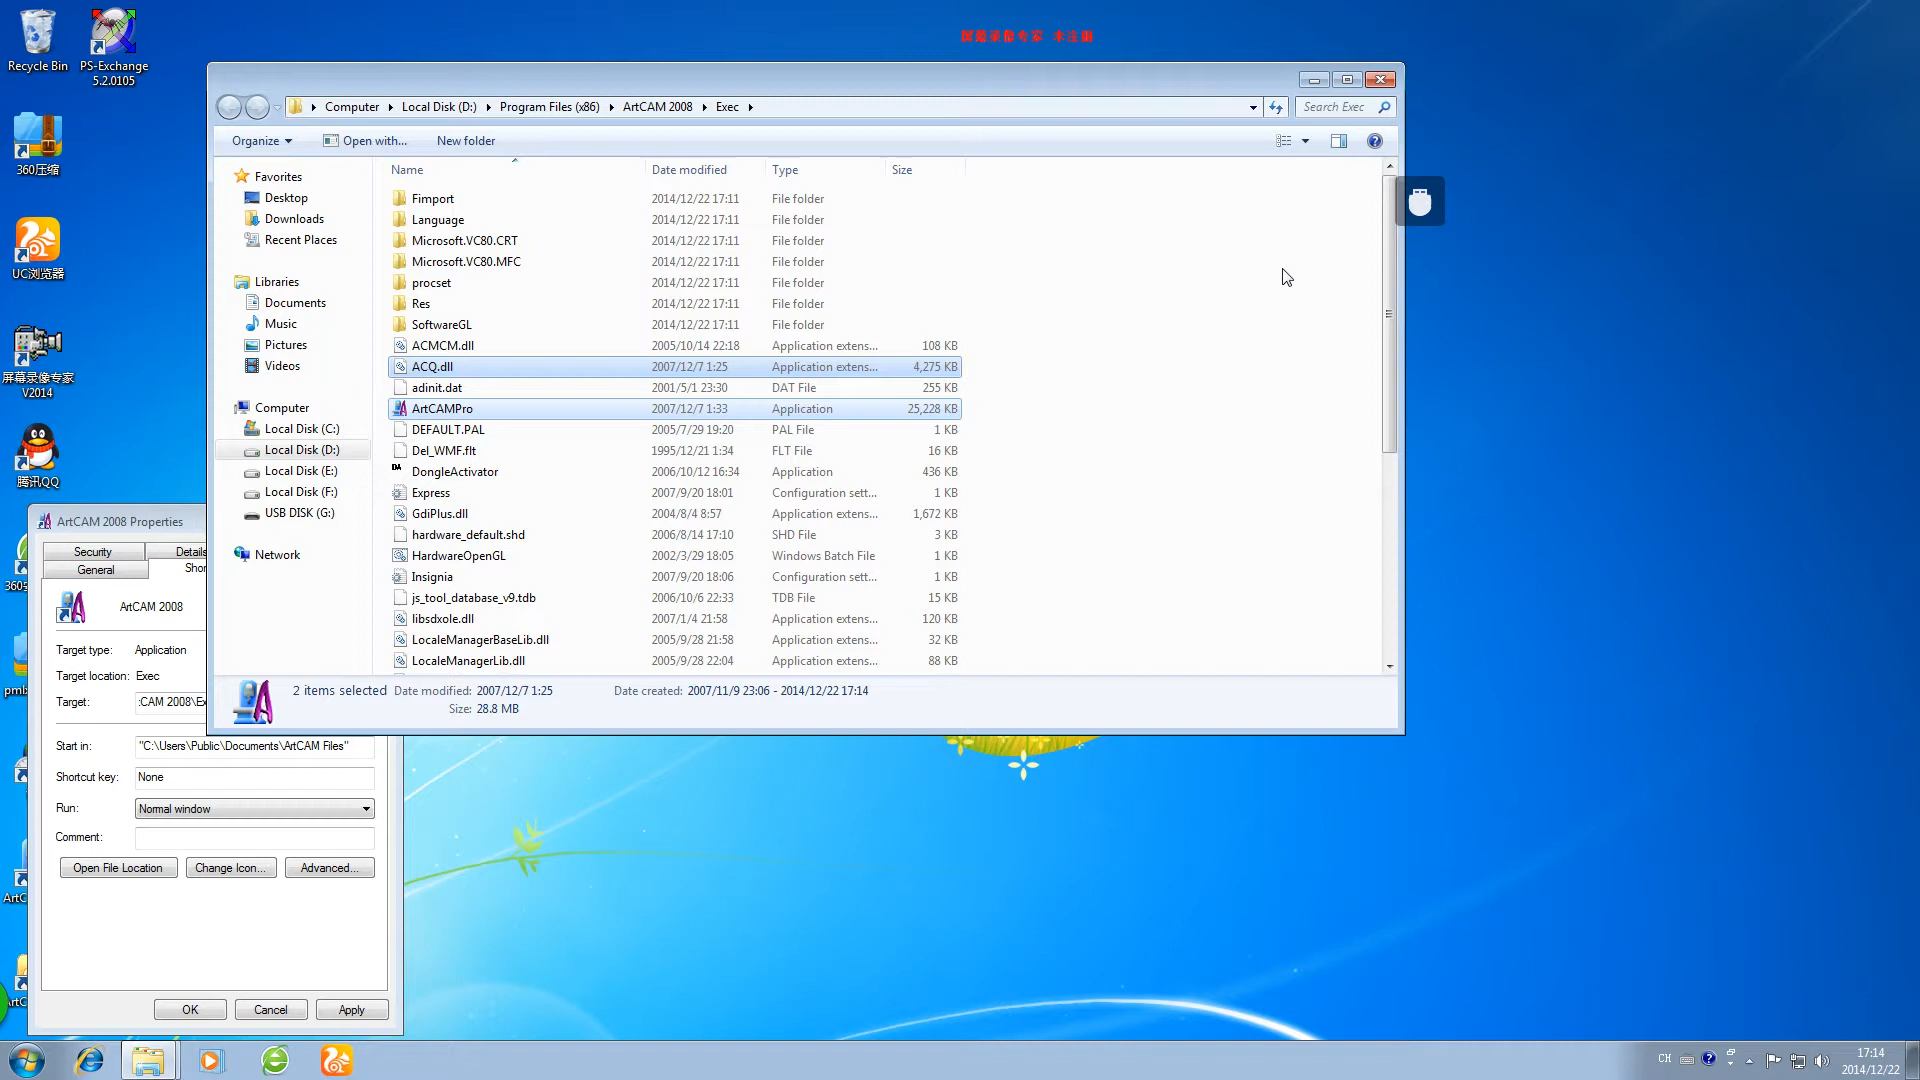 Recycle Bin
PS-Exchange
5.2.0105
屏幕录像专家 未注册
360压缩
UC浏览器
屏幕录像专家
V2014
腾讯QQ
Computer
Local Disk (D:)
Program Files (x86)
ArtCAM 2008
Exec
Search Exec
Organize
Open with...
New folder
Favorites
Desktop
Downloads
Recent Places
Libraries
Documents
Music
Pictures
Videos
Computer
Local Disk (C:)
Local Disk (D:)
Local Disk (E:)
Local Disk (F:)
USB DISK (G:)
Network
Name Date modified Type Size
Fimport 2014/12/22 17:11 File folder
Language 2014/12/22 17:11 File folder
Microsoft.VC80.CRT 2014/12/22 17:11 File folder
Microsoft.VC80.MFC 2014/12/22 17:11 File folder
procset 2014/12/22 17:11 File folder
Res 2014/12/22 17:11 File folder
SoftwareGL 2014/12/22 17:11 File folder
ACMCM.dll 2005/10/14 22:18 Application extens... 108 KB
ACQ.dll 2007/12/7 1:25 Application extens... 4,275 KB
adinit.dat 2001/5/1 23:30 DAT File 255 KB
ArtCAMPro 2007/12/7 1:33 Application 25,228 KB
DEFAULT.PAL 2005/7/29 19:20 PAL File 1 KB
Del_WMF.flt 1995/12/21 1:34 FLT File 16 KB
DA DongleActivator 2006/10/12 16:34 Application 436 KB
Express 2007/9/20 18:01 Configuration sett... 1 KB
GdiPlus.dll 2004/8/4 8:57 Application extens... 1,672 KB
hardware_default.shd 2006/8/14 17:10 SHD File 3 KB
HardwareOpenGL 2002/3/29 18:05 Windows Batch File 1 KB
Insignia 2007/9/20 18:06 Configuration sett... 1 KB
js_tool_database_v9.tdb 2006/10/6 22:33 TDB File 15 KB
libsdxole.dll 2007/1/4 21:58 Application extens... 120 KB
LocaleManagerBaseLib.dll 2005/9/28 21:58 Application extens... 32 KB
LocaleManagerLib.dll 2005/9/28 22:04 Application extens... 88 KB
2 items selected Date modified: 2007/12/7 1:25 Date created: 2007/11/9 23:06 - 2014/12/22 17:14
Size: 28.8 MB
ArtCAM 2008 Properties
Security Details
General Shor
ArtCAM 2008
Target type: Application
Target location: Exec
Target: :CAM 2008\Ex
Start in: "C:\Users\Public\Documents\ArtCAM Files"
Shortcut key: None
Run: Normal window
Comment:
Open File Location Change Icon... Advanced...
OK Cancel Apply
CH
17:14
2014/12/22